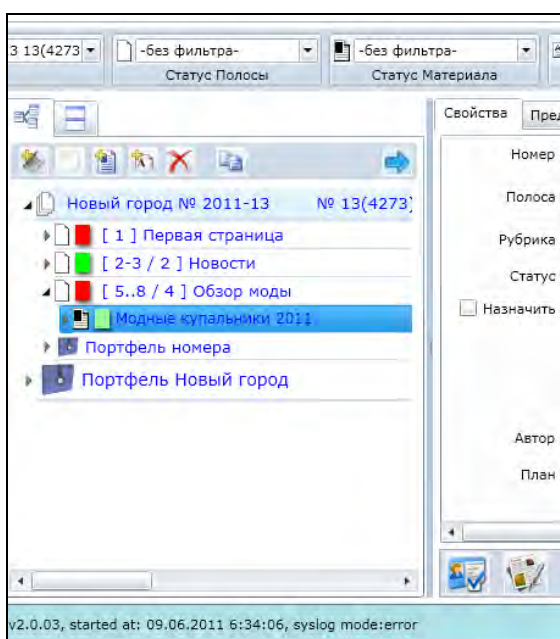 3 13(4273
-без фильтра-
-без филь
Статус Полосы
Статус Материала
Свойства
Пред
Новый город № 2011-13 № 13(4273)
[ 1 ] Первая страница
[ 2-3 / 2 ] Новости
[ 5..8 / 4 ] Обзор моды
Модные купальники 2011
Портфель номера
Портфель Новый город
Номер
Полоса
Рубрика
Статус
Назначить
Автор
План
v2.0.03, started at: 09.06.2011 6:34:06, syslog mode:error